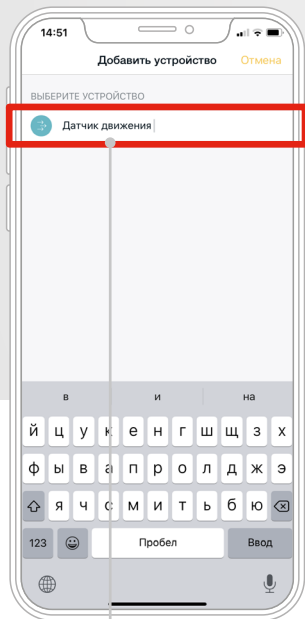 14:51
Добавить устройство Отмена
ВЫБЕРИТЕ УСТРОЙСТВО
Датчик движения
в и на
й ц у к е н г ш щ з х
ф ы в а п р о л д ж э
я ч с м и т ь б ю
123 Пробел Ввод